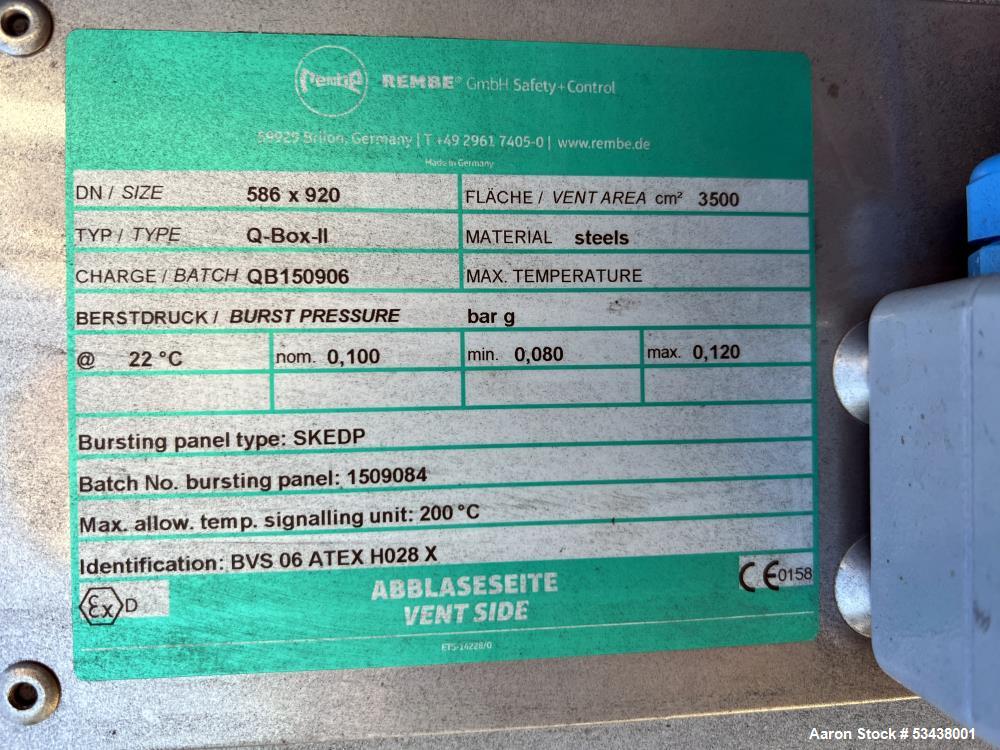 rembe REMBE® GmbH Safety+Control
59929 Brilon, Germany | T +49 2961 7405-0 | www.rembe.de
Made in Germany
DN / SIZE 586 x 920 FLÄCHE / VENT AREA cm² 3500
TYP / TYPE Q-Box-II MATERIAL steels
CHARGE / BATCH QB150906 MAX. TEMPERATURE
BERSTDRUCK / BURST PRESSURE bar g
@ 22 °C nom. 0,100 min. 0,080 max. 0,120
Bursting panel type: SKEDP
Batch No. bursting panel: 1509084
Max. allow. temp. signalling unit: 200 °C
Identification: BVS 06 ATEX H028 X
Ex D ABBLASESEITE CE0158
VENT SIDE
ETS-14228/0
Aaron Stock # 53438001